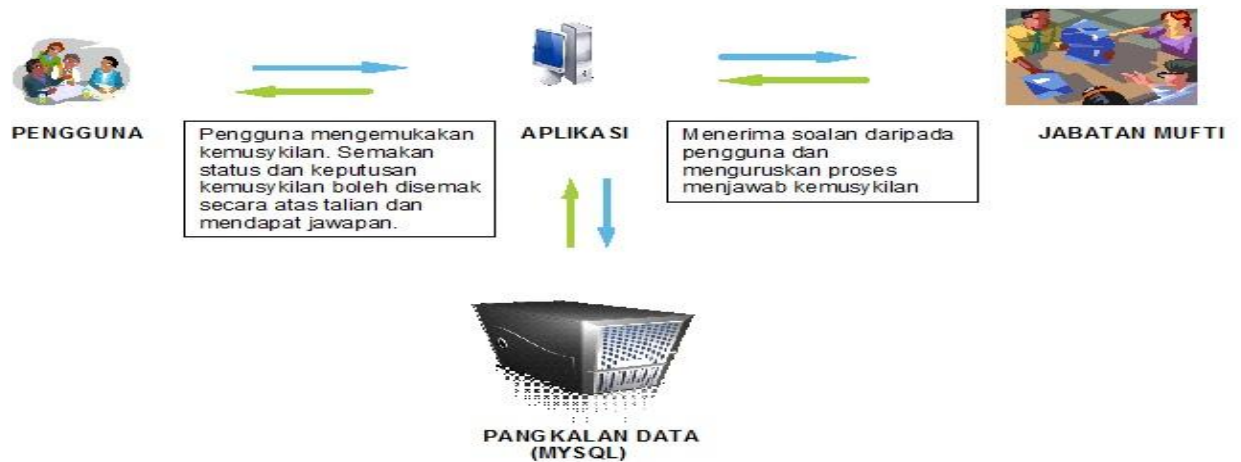 PENGGUNA
Pengguna mengemukakan
kemusykilan. Semakan
status dan keputusan
kemusykilan boleh disemak
secara atas talian dan
mendapat jawapan.
APLIKASI
Menerima soalan daripada
pengguna dan
menguruskan proses
menjawab kemusykilan
JABATAN MUFTI
PANGKALAN DATA
(MYSQL)